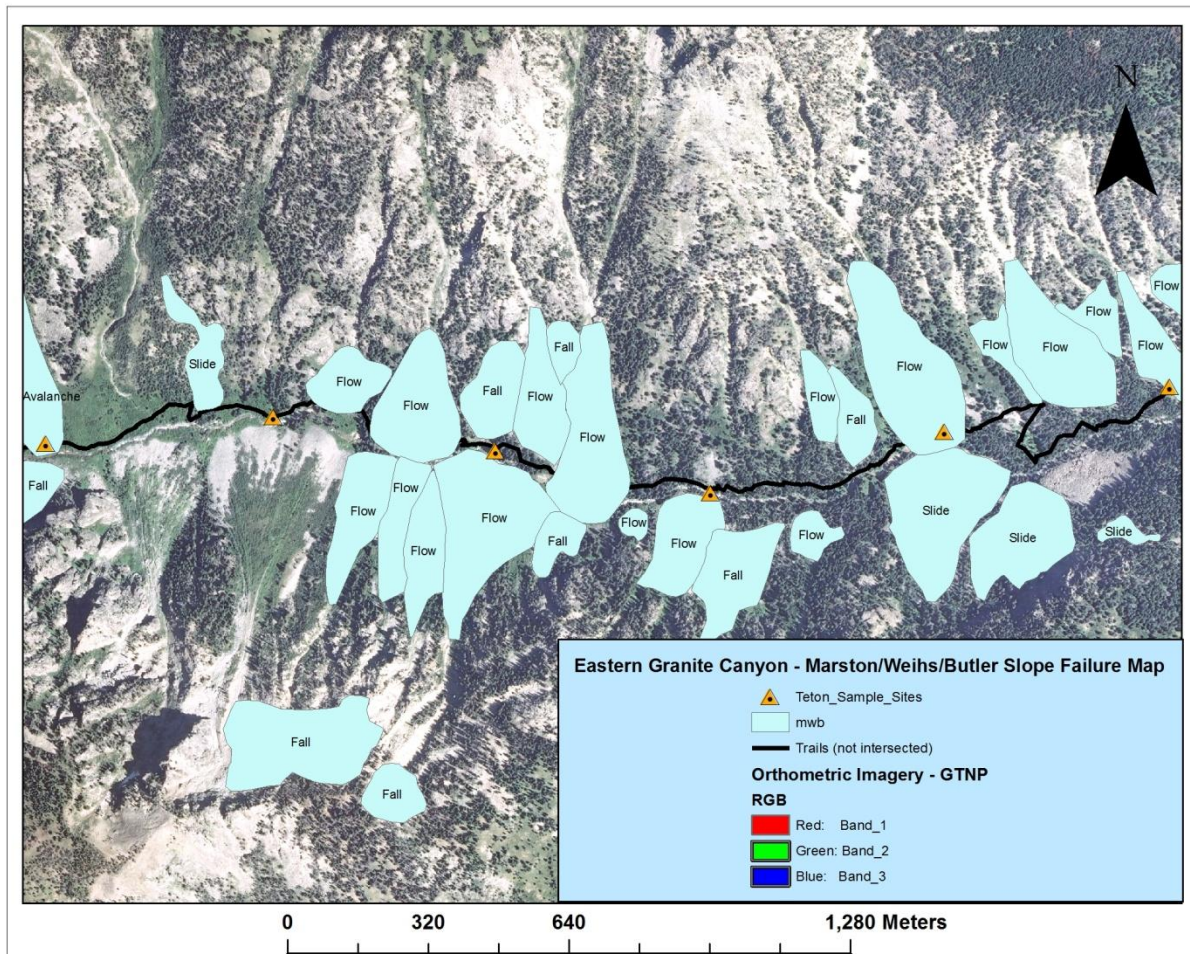 N
Flow
Flow
Fall
Slide
Flow
Flow
Flow
Flow
Flow
Flow
Avalanche
Fall
Flow
Flow
Flow
Fall
Flow
Fall
Flow
Flow
Flow
Flow
Flow
Fall
Flow
Fall
Flow
Slide
Slide
Slide
Fall
Fall
Eastern Granite Canyon - Marston/Weihs/Butler Slope Failure Map
Teton_Sample_Sites
mwb
Trails (not intersected)
Orthometric Imagery - GTNP
RGB
Red: Band_1
Green: Band_2
Blue: Band_3
0 320 640 1,280 Meters